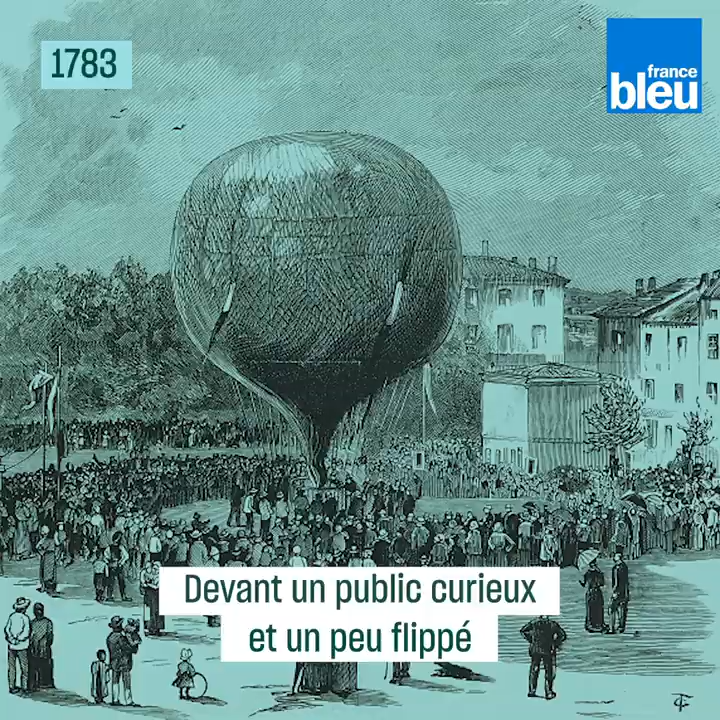 1783
france
bleu
Devant un public curieux
et un peu flippé